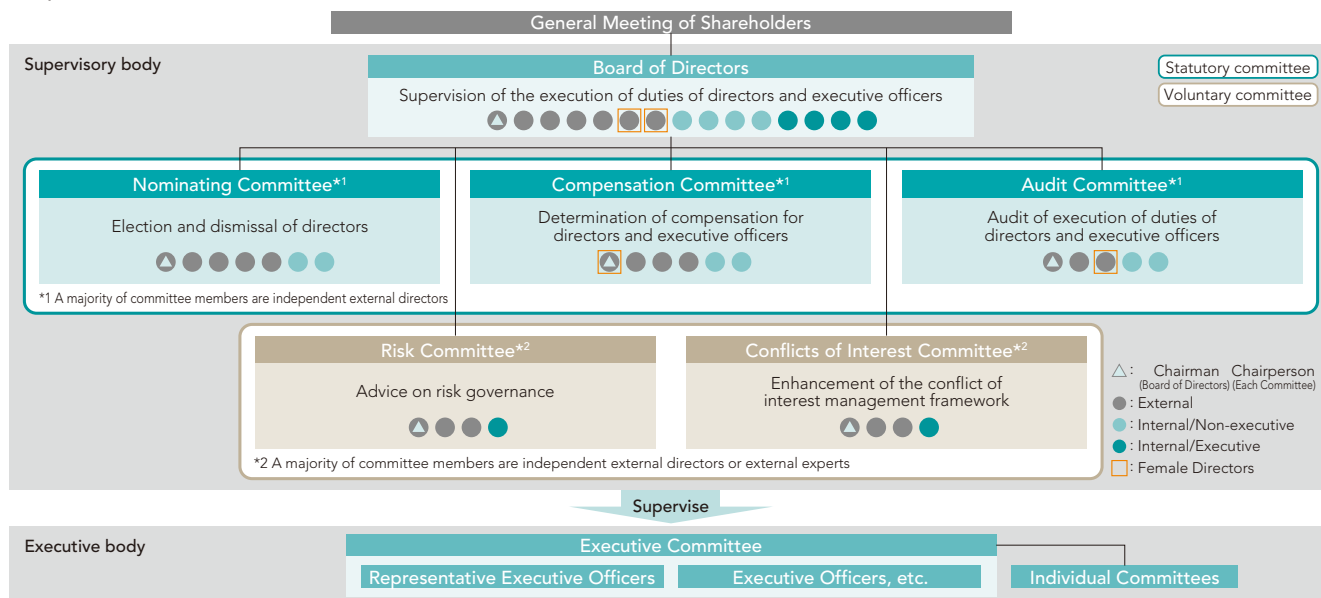 General Meeting of Shareholders
Supervisory body
Board of Directors
Supervision of the execution of duties of directors and executive officers
Statutory committee
Voluntary committee
Nominating Committee*1
Election and dismissal of directors
Compensation Committee*1
Determination of compensation for
directors and executive officers
Audit Committee*1
Audit of execution of duties of
directors and executive officers
*1 A majority of committee members are independent external directors
Risk Committee*2
Advice on risk governance
Conflicts of Interest Committee*2
Enhancement of the conflict of
interest management framework
*2 A majority of committee members are independent external directors or external experts
△: Chairman Chairperson
(Board of Directors) (Each Committee)
: External
: Internal/Non-executive
: Internal/Executive
: Female Directors
Supervise
Executive body
Executive Committee
Representative Executive Officers
Executive Officers, etc.
Individual Committees